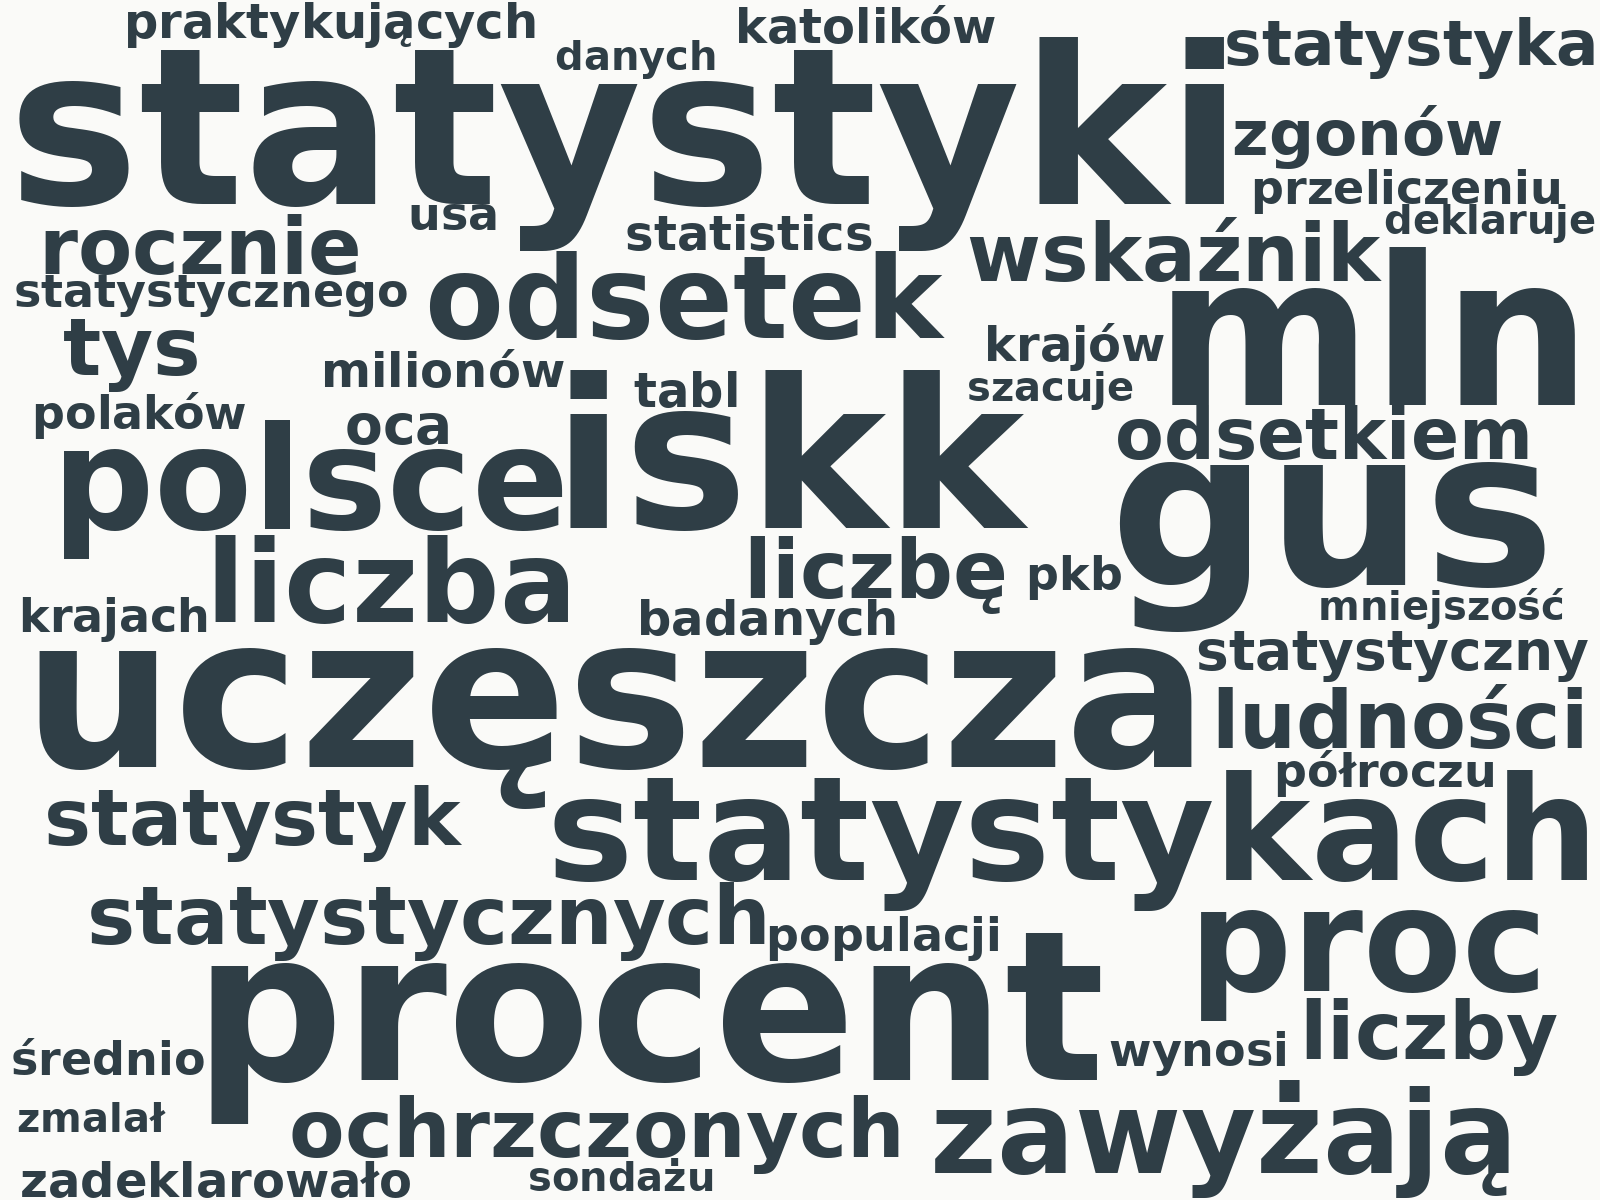 praktykujących
katolików
danych
statystyka
statystyki
zgonów
przeliczeniu
usa
deklaruje
rocznie
statistics
wskaźnik
statystycznego
odsetek
mln
tys
krajów
milionów
tabl
szacuje
polaków
oca
iskk
odsetkiem
polsce
gus
liczba
liczbę
pkb
krajach
badanych
mniejszość
uczęszcza
statystyczny
ludności
półroczu
statystyk
statystykach
statystycznych
populacji
proc
procent
średnio
wynosi
liczby
zmalał
ochrzczonych
zawyżają
zadeklarowało
sondażu